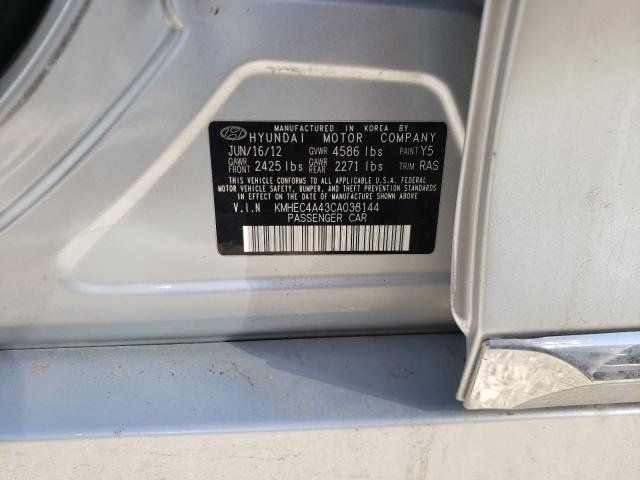 MANUFACTURED IN KOREA BY
HYUNDAI MOTOR COMPANY
JUN/16/12 GVWR 4586 lbs PAINT Y5
GAWR FRONT 2425 lbs GAWR REAR 2271 lbs TRIM RAS
THIS VEHICLE CONFORMS TO ALL APPLICABLE U.S.A. FEDERAL
MOTOR VEHICLE SAFETY, BUMPER, AND THEFT PREVENTION
STANDARDS IN EFFECT ON THE DATE OF MANUFACTURE SHOWN ABOVE
V.I.N KMHEC4A43CA038144
PASSENGER CAR